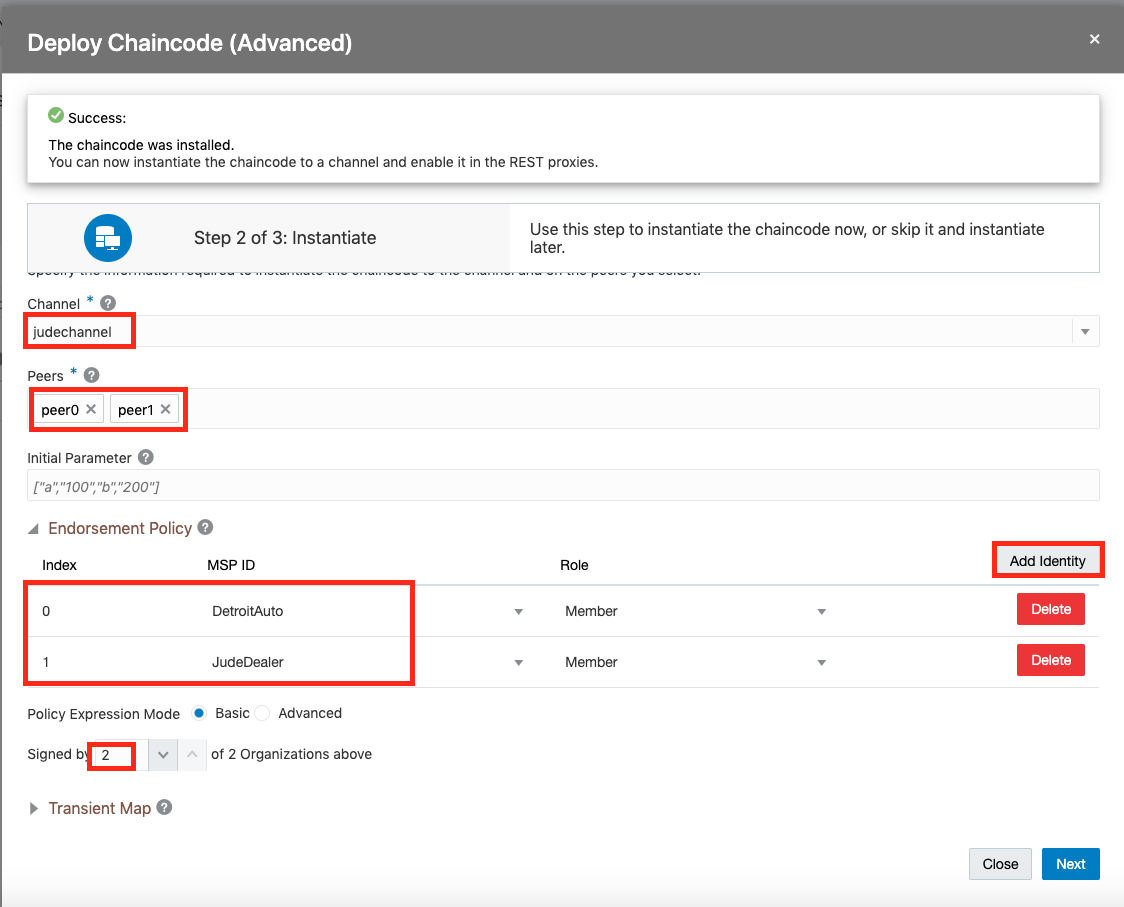 Deploy Chaincode (Advanced)
Success:
The chaincode was installed.
You can now instantiate the chaincode to a channel and enable it in the REST proxies.
Step 2 of 3: Instantiate
Use this step to instantiate the chaincode now, or skip it and instantiate
later.
Specify the information required to instantiate the chaincode to the channel and on the peers you select.
Channel *
judechannel
Peers *
peer0 peer1
Initial Parameter
["a","100","b","200"]
Endorsement Policy
Index MSP ID Role Add Identity
0 DetroitAuto Member Delete
1 JudeDealer Member Delete
Policy Expression Mode Basic Advanced
Signed by 2 of 2 Organizations above
Transient Map
Close Next